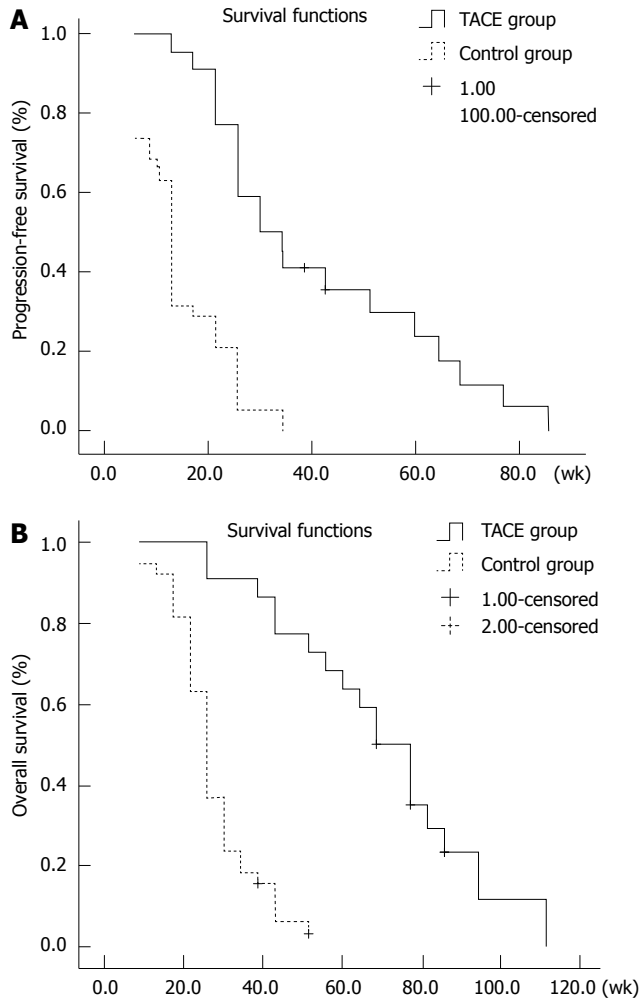 A
Survival functions
TACE group
Control group
1.00
100.00-censored
Progression-free survival (%)
1.0
0.8
0.6
0.4
0.2
0.0
0.0 20.0 40.0 60.0 80.0 (wk)
B
Survival functions
TACE group
Control group
1.00-censored
2.00-censored
Overall survival (%)
1.0
0.8
0.6
0.4
0.2
0.0
0.0 20.0 40.0 60.0 80.0 100.0 120.0 (wk)